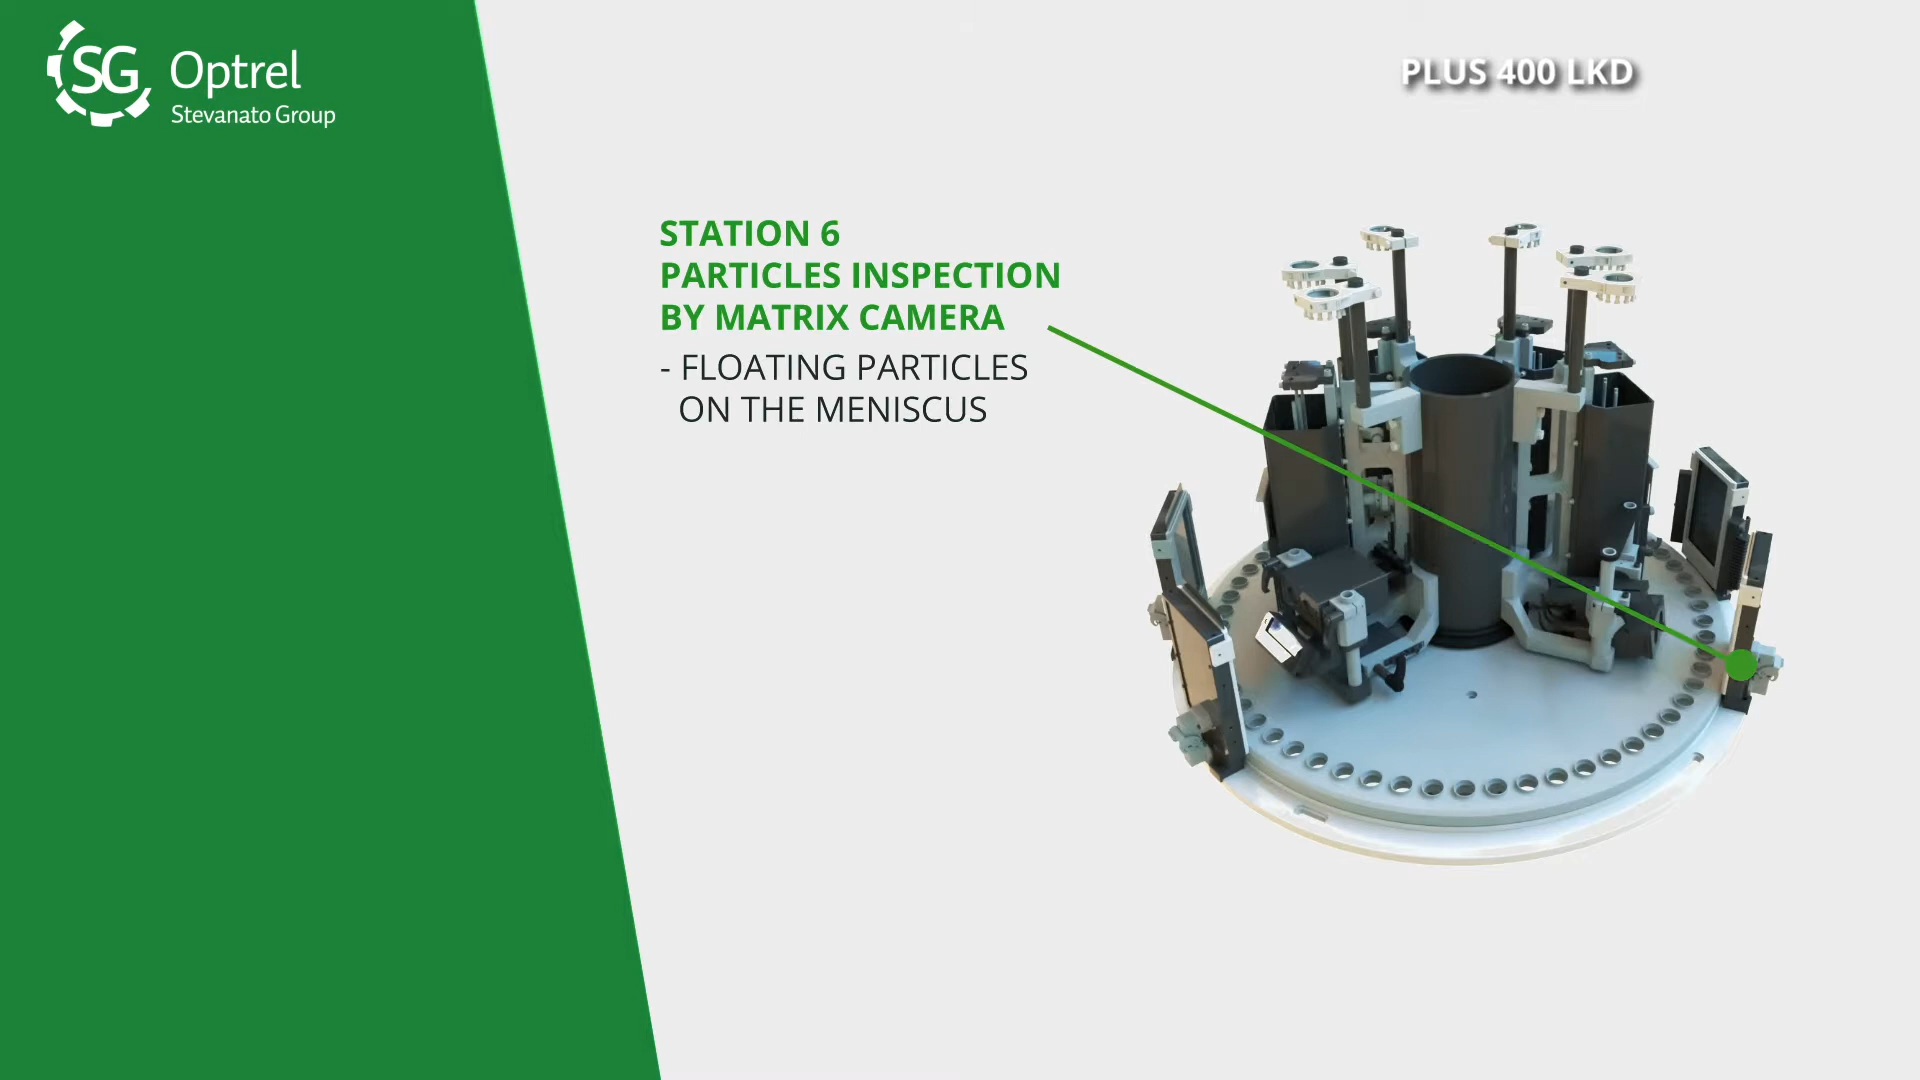 SG
Optrel
Stevanato Group
PLUS 400 LKD
STATION 6
PARTICLES INSPECTION
BY MATRIX CAMERA
- FLOATING PARTICLES
ON THE MENISCUS